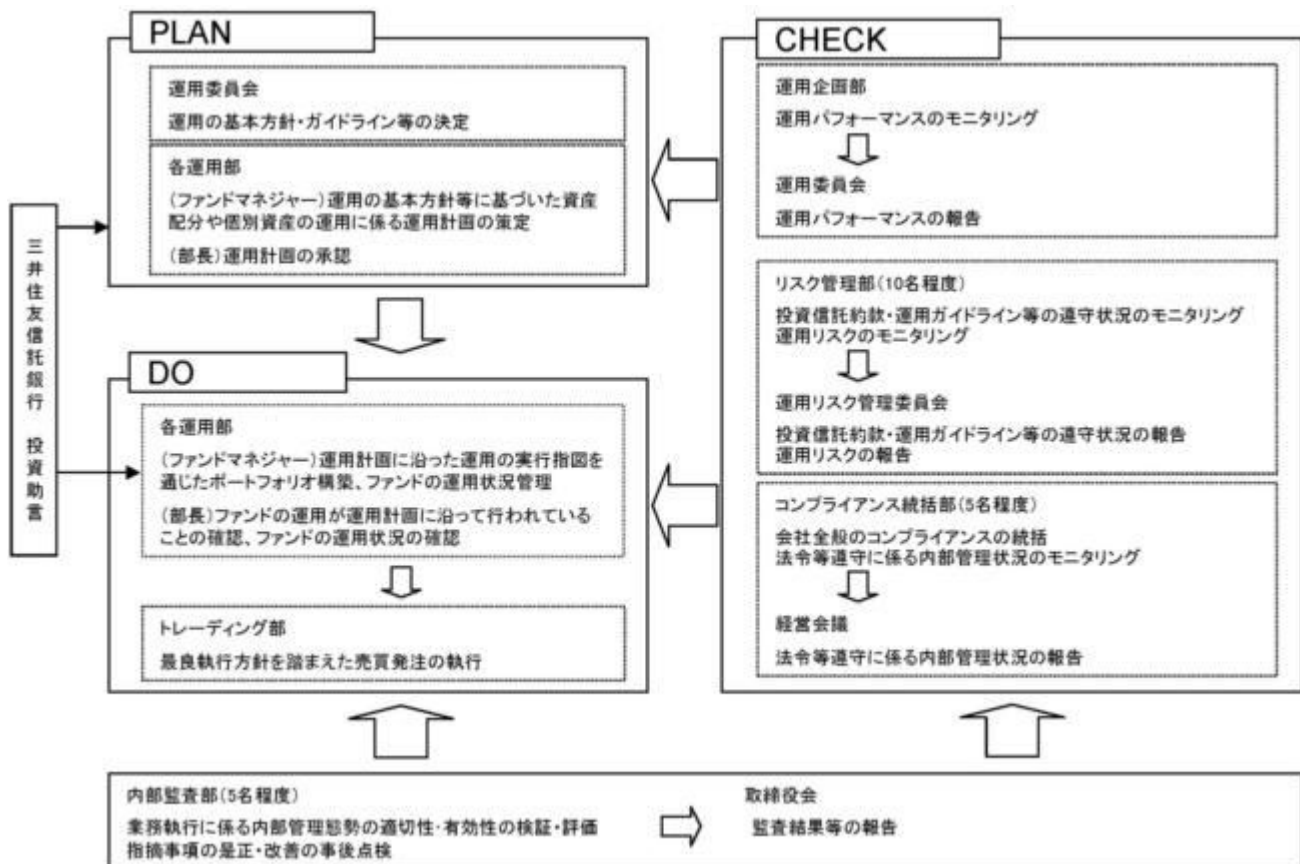 PLAN
運用委員会
運用の基本方針・ガイドライン等の決定
各運用部
(ファンドマネジャー)運用の基本方針等に基づいた資産
配分や個別資産の運用に係る運用計画の策定
(部長)運用計画の承認
三井住友信託銀行 投資助言
DO
各運用部
(ファンドマネジャー)運用計画に沿った運用の実行指図を
通じたポートフォリオ構築、ファンドの運用状況管理
(部長)ファンドの運用が運用計画に沿って行われている
ことの確認、ファンドの運用状況の確認
トレーディング部
最良執行方針を踏まえた売買発注の執行
CHECK
運用企画部
運用パフォーマンスのモニタリング
運用委員会
運用パフォーマンスの報告
リスク管理部(10名程度)
投資信託約款・運用ガイドライン等の遵守状況のモニタリング
運用リスクのモニタリング
運用リスク管理委員会
投資信託約款・運用ガイドライン等の遵守状況の報告
運用リスクの報告
コンプライアンス統括部(5名程度)
会社全般のコンプライアンスの統括
法令等遵守に係る内部管理状況のモニタリング
経営会議
法令等遵守に係る内部管理状況の報告
内部監査部(5名程度)
業務執行に係る内部管理態勢の適切性・有効性の検証・評価
指摘事項の是正・改善の事後点検
取締役会
監査結果等の報告